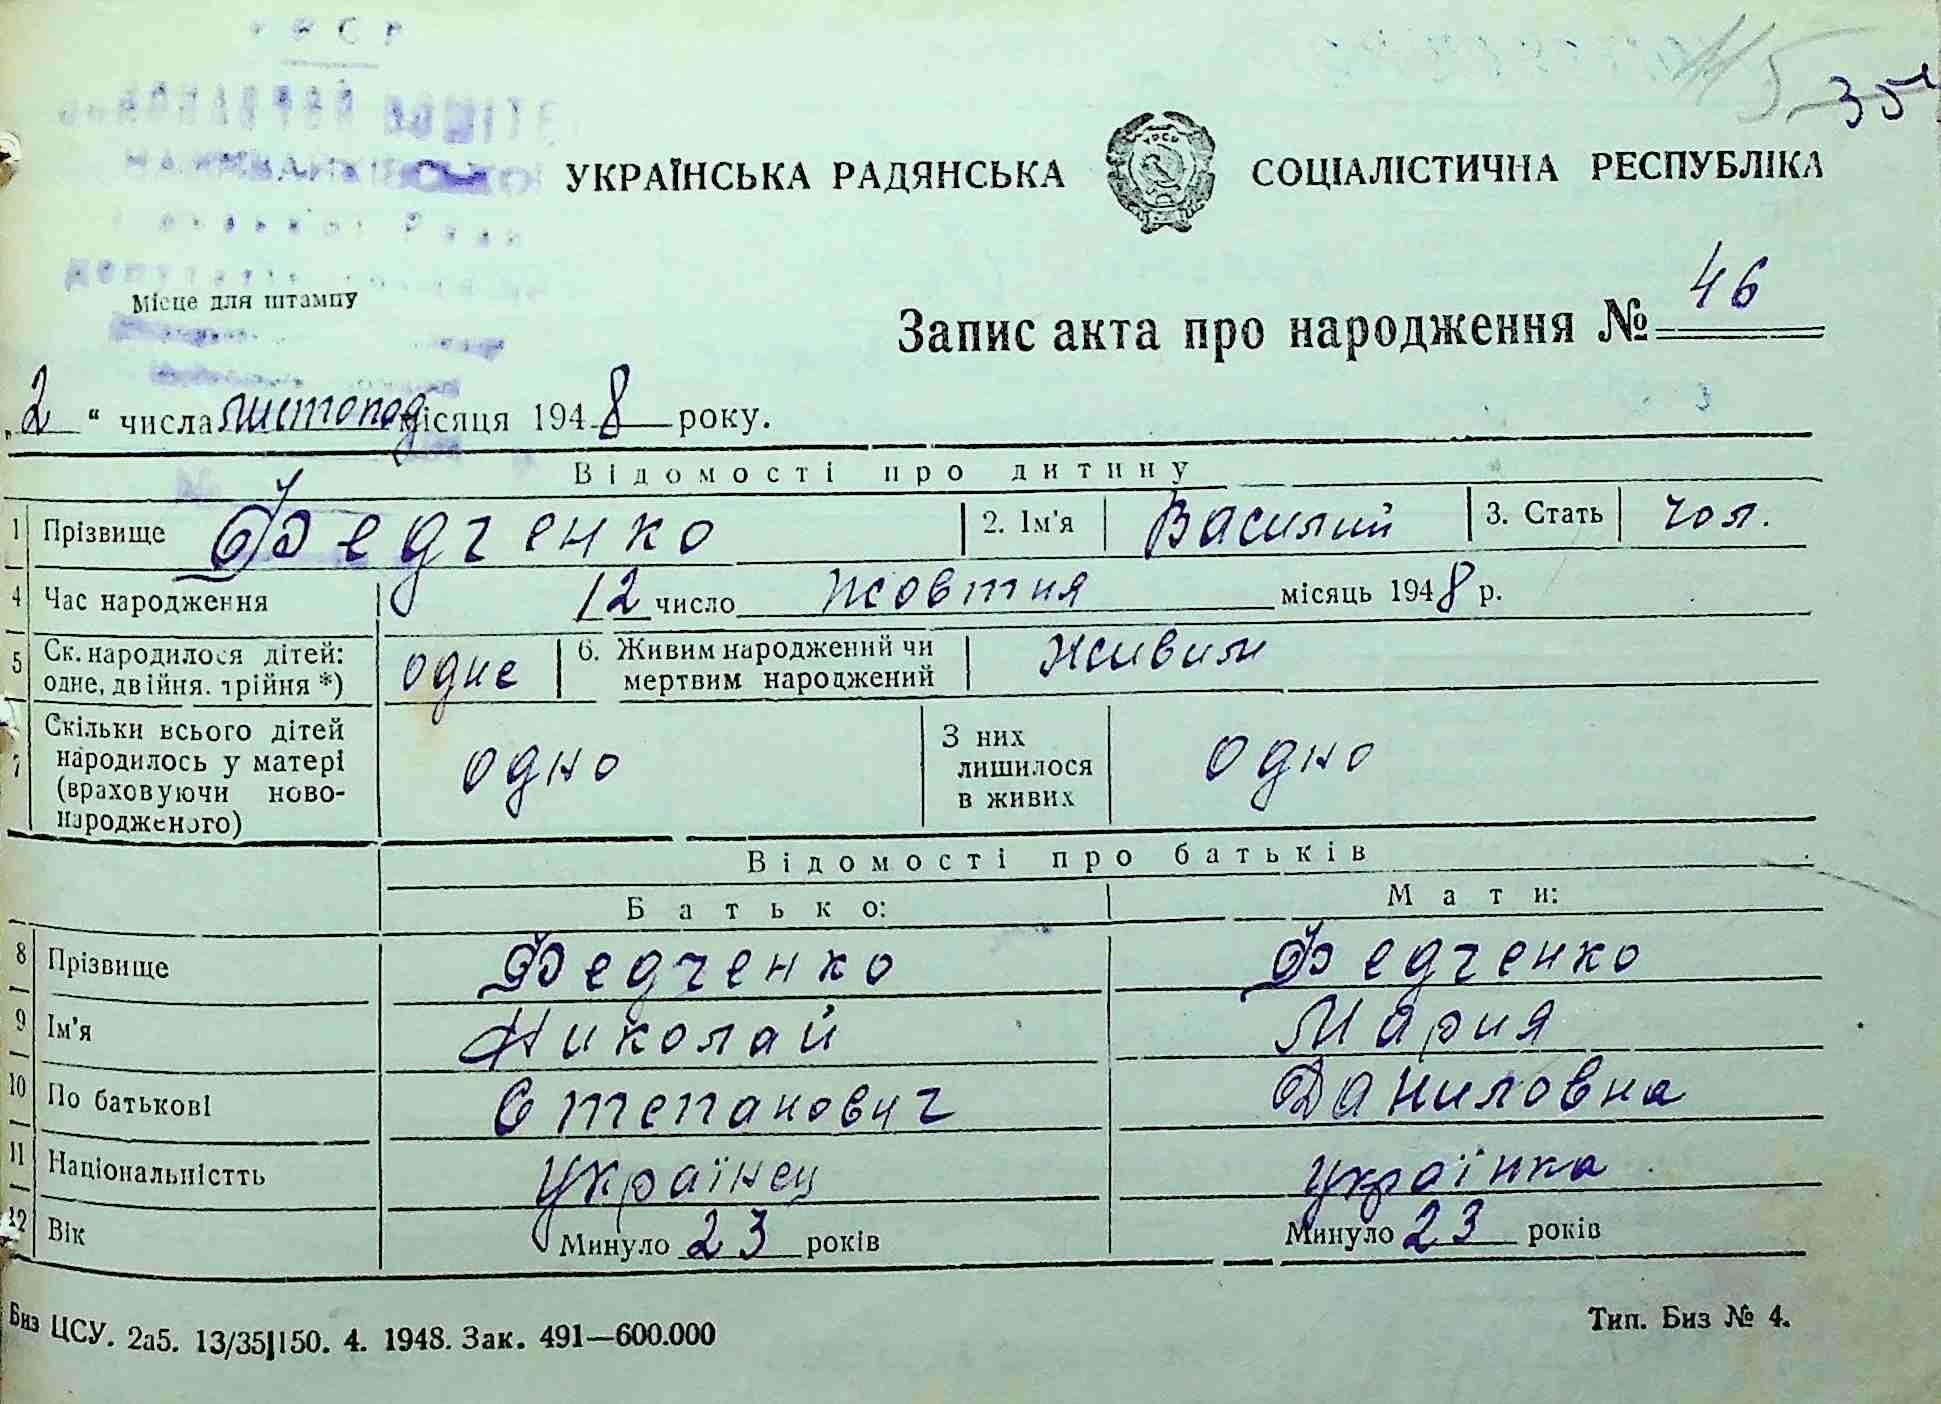 УКРАЇНСЬКА РАДЯНСЬКА СОЦІАЛІСТИЧНА РЕСПУБЛІКА
Місце для штампу
Запис акта про народження № 46
„2“ числа листопад місяця 1948 року.
Відомості про дитину
1 Прізвище Федченко 2. Ім'я Василий 3. Стать чол.
4 Час народження 12 число жовтня місяць 1948 р.
5 Ск. народилося дітей: одне, двійня, трійня *) одне 6. Живим народжений чи мертвим народжений живим
7 Скільки всього дітей народилось у матері (враховуючи ново- народженого) одно З них лишилося в живих одно
Відомості про батьків
Батько: Мати:
8 Прізвище Федченко Федченко
9 Ім'я Николай Мария
10 По батькові Степанович Даниловна
11 Національністть українец українка
12 Вік Минуло 23 років Минуло 23 років
Биз ЦСУ. 2а5. 13/35|150. 4. 1948. Зак. 491—600.000 Тип. Биз № 4.